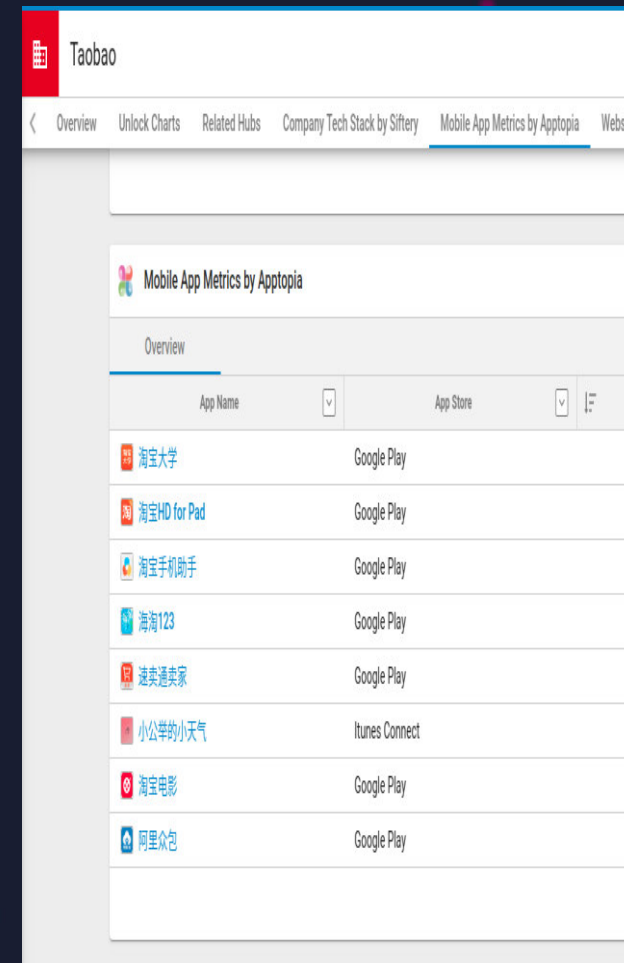 Taobao
Overview Unlock Charts Related Hubs Company Tech Stack by Siftery Mobile App Metrics by Apptopia Webs
Mobile App Metrics by Apptopia
Overview
App Name App Store
淘宝大学 Google Play
淘宝HD for Pad Google Play
淘宝手机助手 Google Play
海淘123 Google Play
速卖通卖家 Google Play
小公举的小天气 Itunes Connect
淘宝电影 Google Play
阿里众包 Google Play